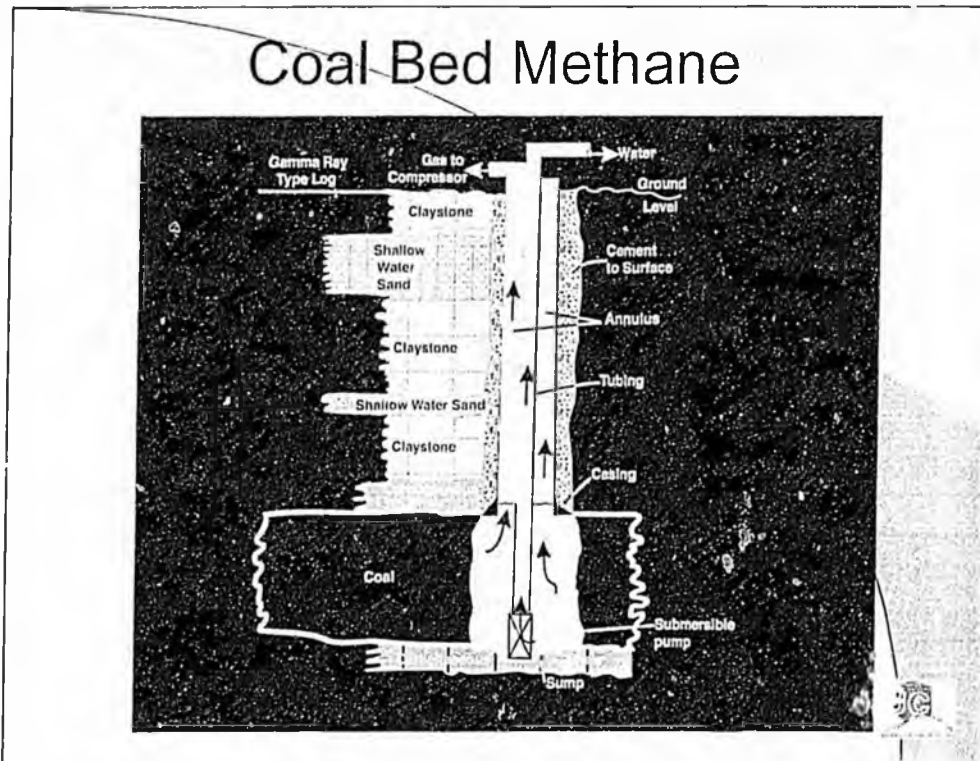 Coal Bed Methane
Gamma Ray
Type Log
Gas to
Compressor
Water
Ground
Level
Claystone
Shallow
Water
Sand
Cement
to Surface
Annulus
Claystone
Tubing
Shallow Water Sand
Claystone
Casing
Coal
Submersible
pump
Sump